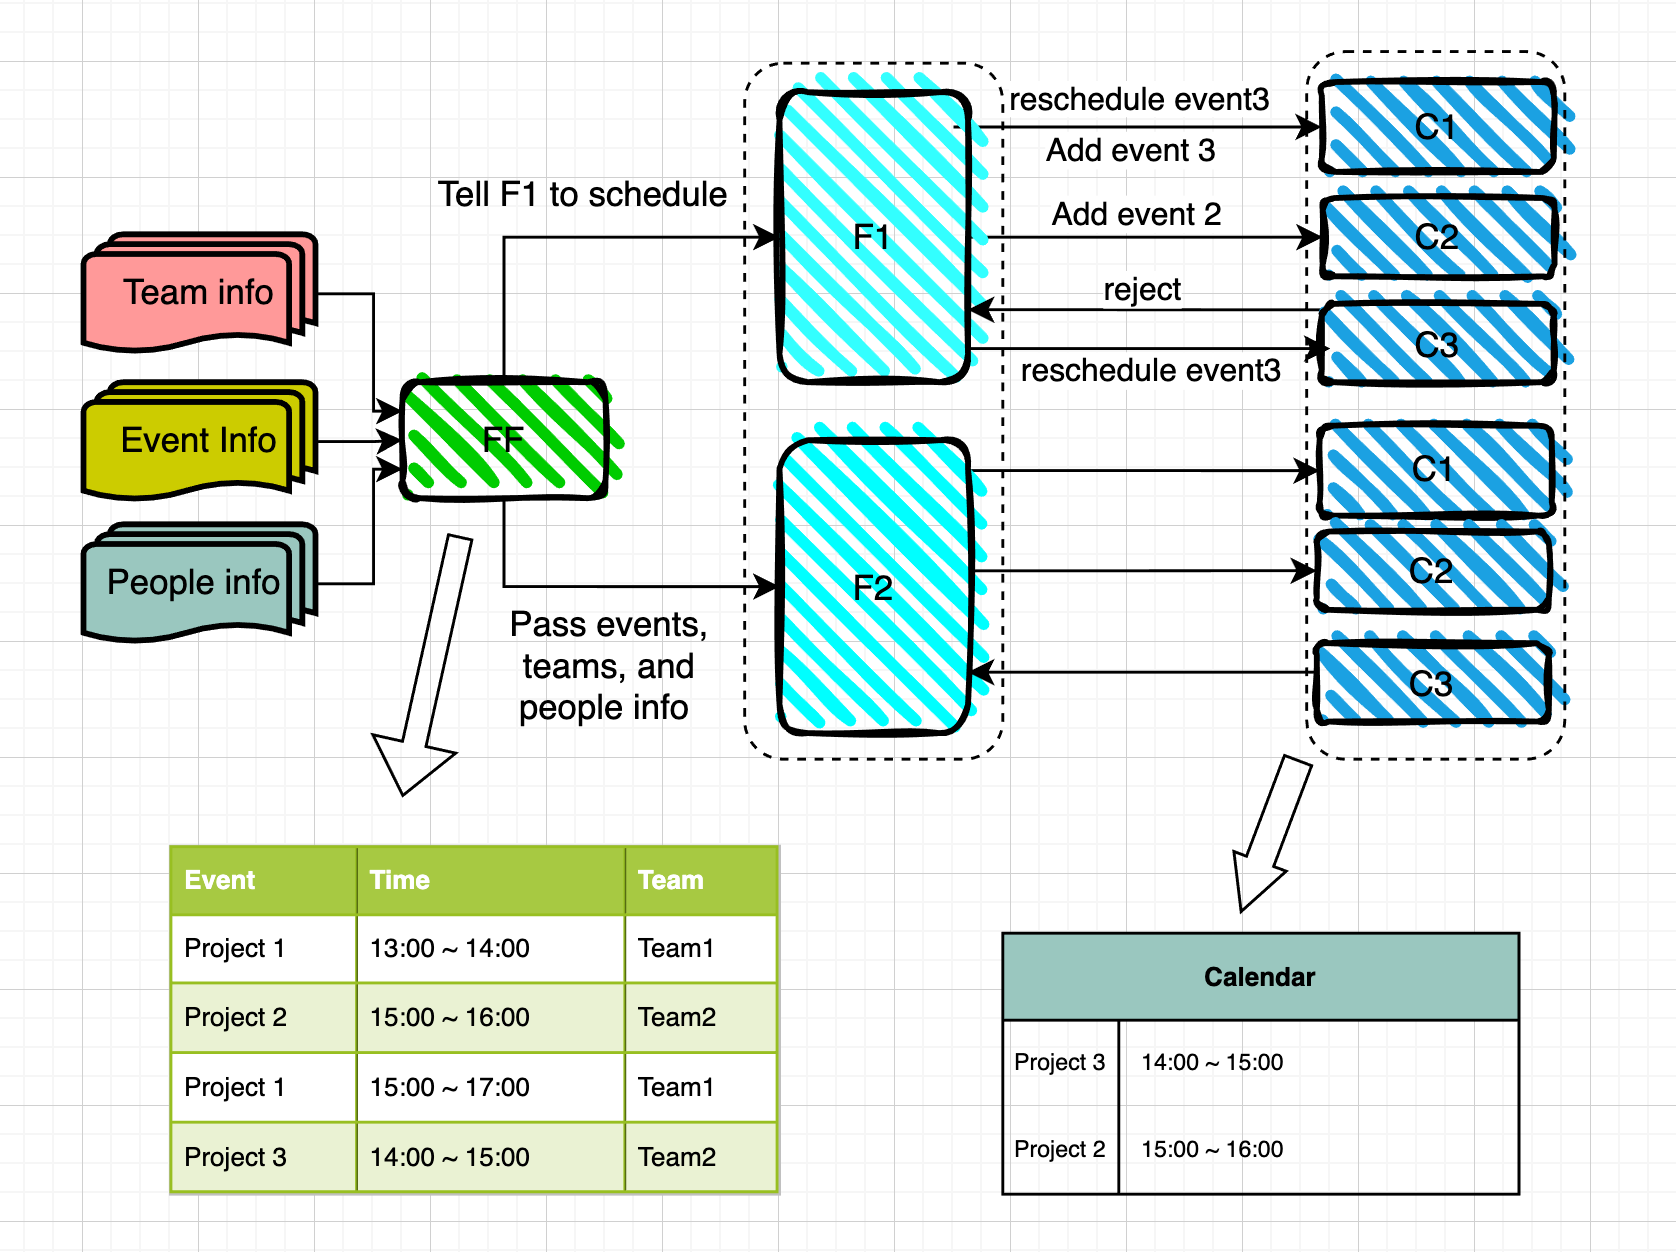 reschedule event3
C1
Add event 3
Tell F1 to schedule
Add event 2
F1
C2
Team info
reject
C3
reschedule event3
Event Info
FF
C1
People info
F2
C2
Pass events,
teams, and
people info
C3
Event Time Team
Project 1 13:00 ~ 14:00 Team1
Project 2 15:00 ~ 16:00 Team2
Project 1 15:00 ~ 17:00 Team1
Project 3 14:00 ~ 15:00 Team2
Calendar
Project 3 14:00 ~ 15:00
Project 2 15:00 ~ 16:00